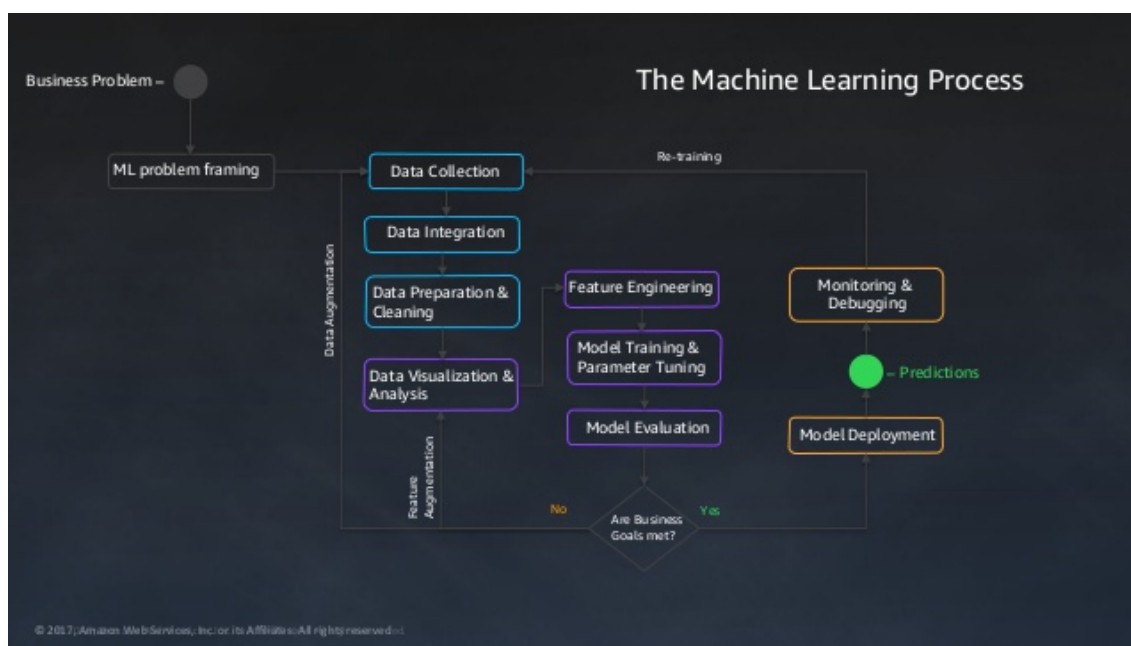 The Machine Learning Process
Business Problem –
ML problem framing
Data Collection
Re-training
Data Integration
Data Augmentation
Data Preparation &
Cleaning
Feature Engineering
Monitoring &
Debugging
Data Visualization &
Analysis
Model Training &
Parameter Tuning
– Predictions
Model Evaluation
Model Deployment
Feature
Augmentation
No
Are Business
Goals met?
Yes
© 2017, Amazon Web Services, Inc. or its Affiliates. All rights reserved